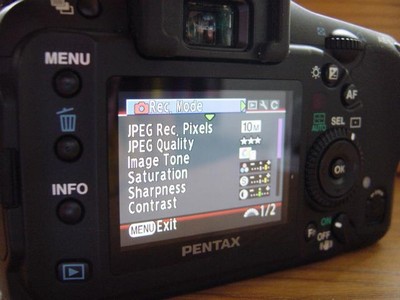 MENU
INFO
Rec. Mode
JPEG Rec. Pixels 10M
JPEG Quality ★★★
Image Tone
Saturation
Sharpness
Contrast
MENU Exit 1/2
PENTAX
AF
AUTO SEL
OK
ON
OFF